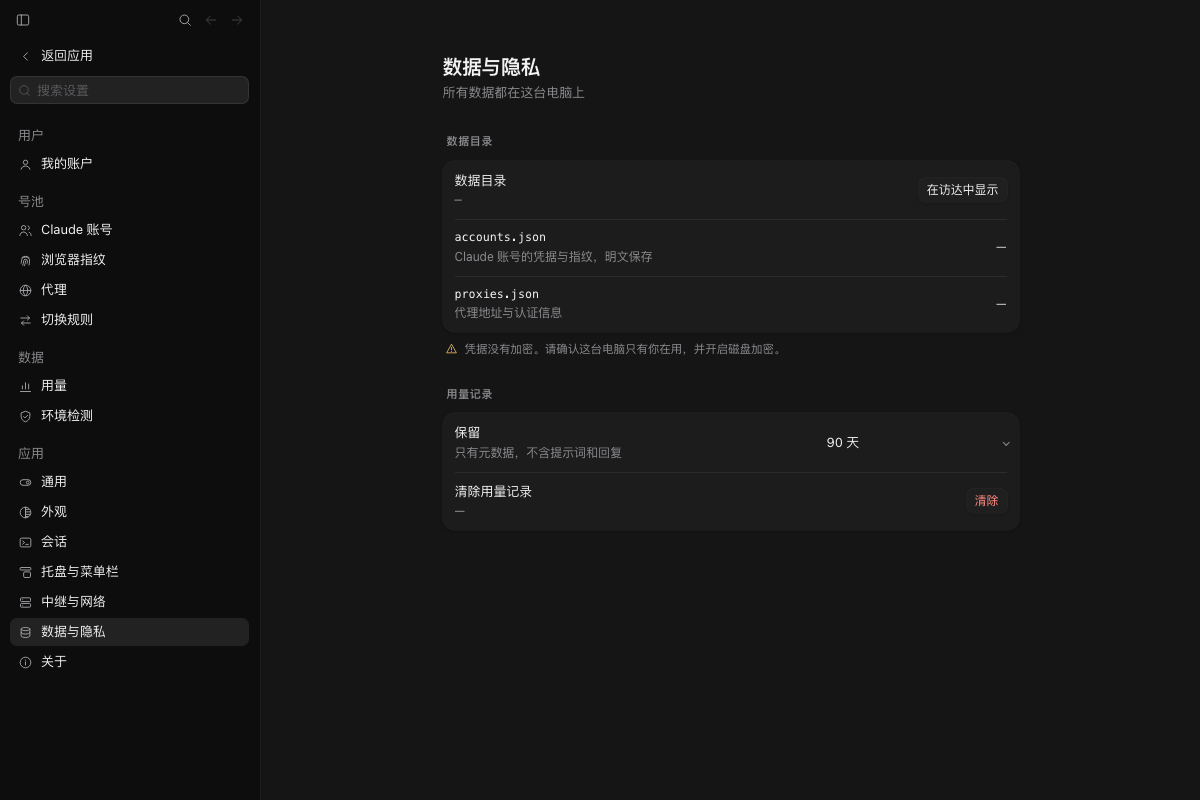 返回应用
搜索设置
用户
我的账户
号池
Claude 账号
浏览器指纹
代理
切换规则
数据
用量
环境检测
应用
通用
外观
会话
托盘与菜单栏
中继与网络
数据与隐私
关于
数据与隐私
所有数据都在这台电脑上
数据目录
数据目录
—
在访达中显示
accounts.json
Claude 账号的凭据与指纹，明文保存
—
proxies.json
代理地址与认证信息
—
凭据没有加密。请确认这台电脑只有你在用，并开启磁盘加密。
用量记录
保留
只有元数据，不含提示词和回复
90 天
清除用量记录
—
清除